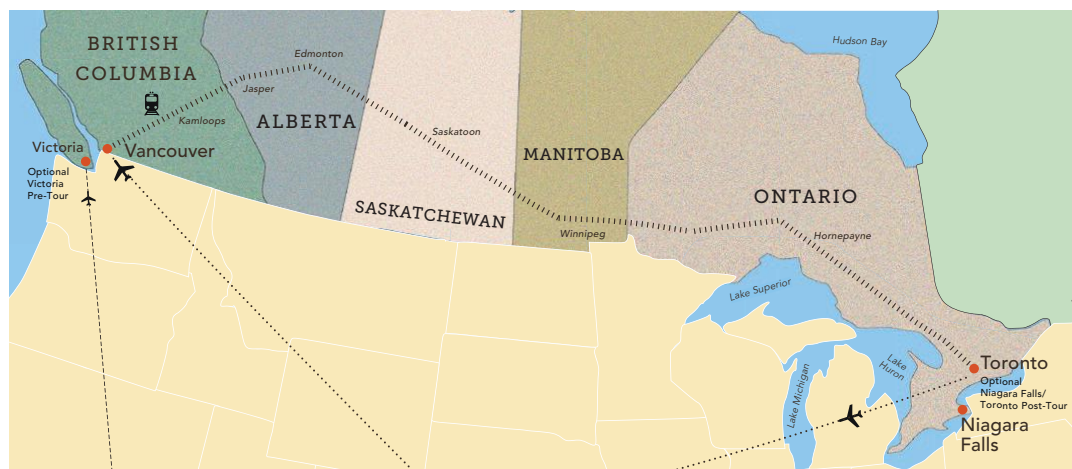 BRITISH
COLUMBIA
Edmonton
Jasper
Kamloops
ALBERTA
Victoria
Vancouver
Optional
Victoria
Pre-Tour
Saskatoon
SASKATCHEWAN
MANITOBA
Winnipeg
Hudson Bay
ONTARIO
Hornepayne
Lake Superior
Lake Michigan
Lake
Huron
Toronto
Optional
Niagara Falls/
Toronto Post-Tour
Niagara
Falls